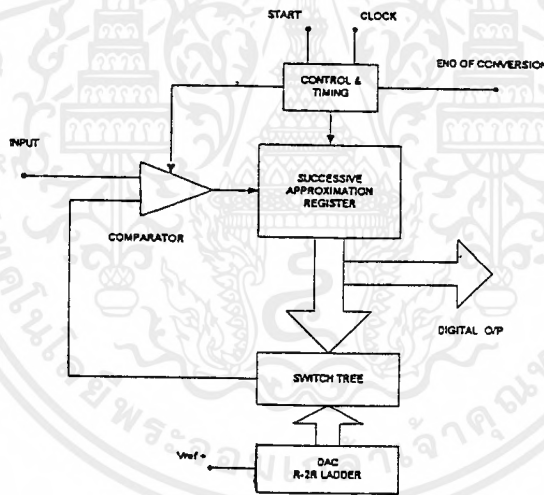 START
CLOCK
CONTROL &
TIMING
END OF CONVERSION
INPUT
SUCCESSIVE
APPROXIMATION
REGISTER
COMPARATOR
DIGITAL O/P
SWITCH TREE
Vref +
DAC
R-2R LADDER